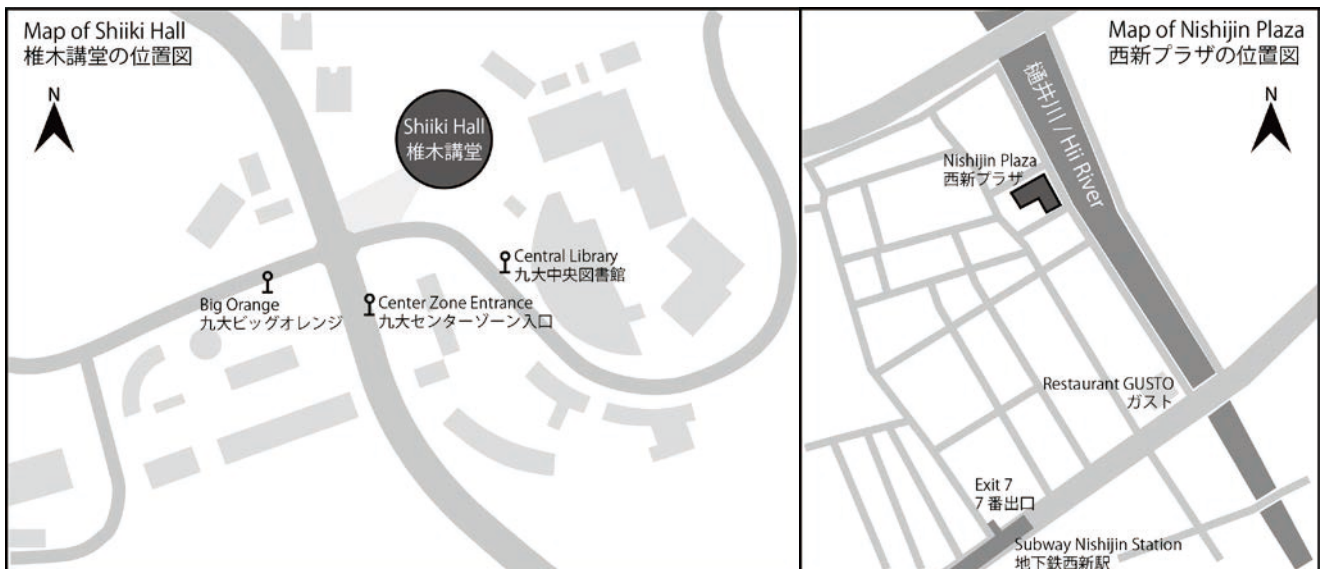 Map of Shiiki Hall
椎木講堂の位置図
N
Shiiki Hall
椎木講堂
Central Library
九大中央図書館
Big Orange
九大ビッグオレンジ
Center Zone Entrance
九大センターゾーン入口
Map of Nishijin Plaza
西新プラザの位置図
N
樋井川 / Hii River
Nishijin Plaza
西新プラザ
Restaurant GUSTO
ガスト
Exit 7
7 番出口
Subway Nishijin Station
地下鉄西新駅